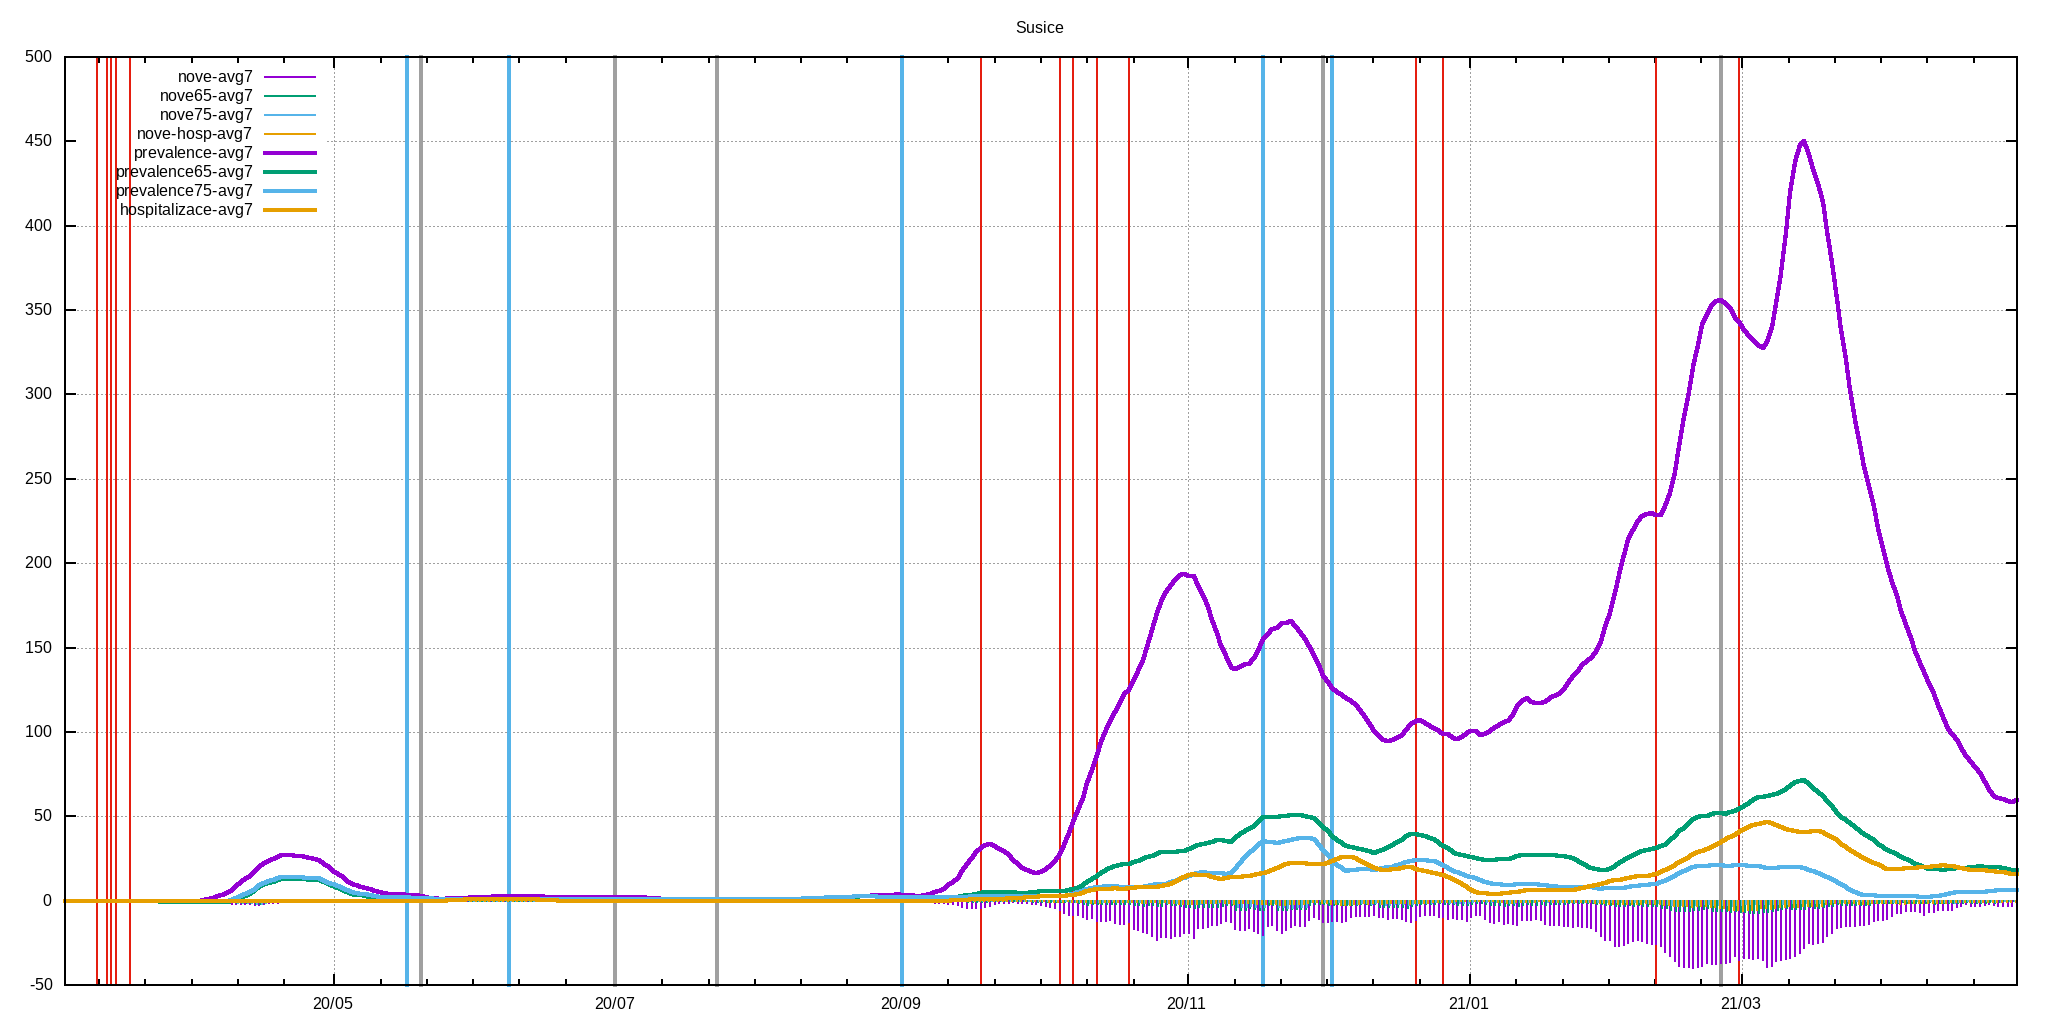 Susice
500
450
400
350
300
250
200
150
100
50
0
-50
nove-avg7
nove65-avg7
nove75-avg7
nove-hosp-avg7
prevalence-avg7
prevalence65-avg7
prevalence75-avg7
hospitalizace-avg7
20/05 20/07 20/09 20/11 21/01 21/03